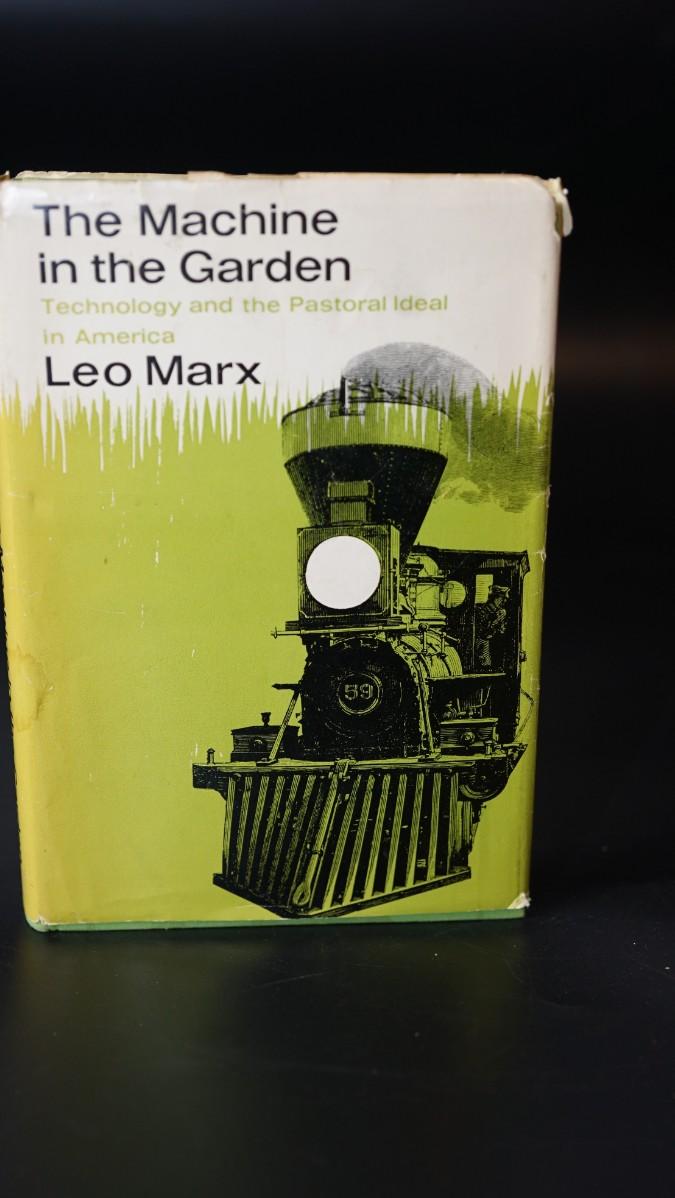 The Machine
in the Garden
Technology and the Pastoral Ideal
in America
Leo Marx
59